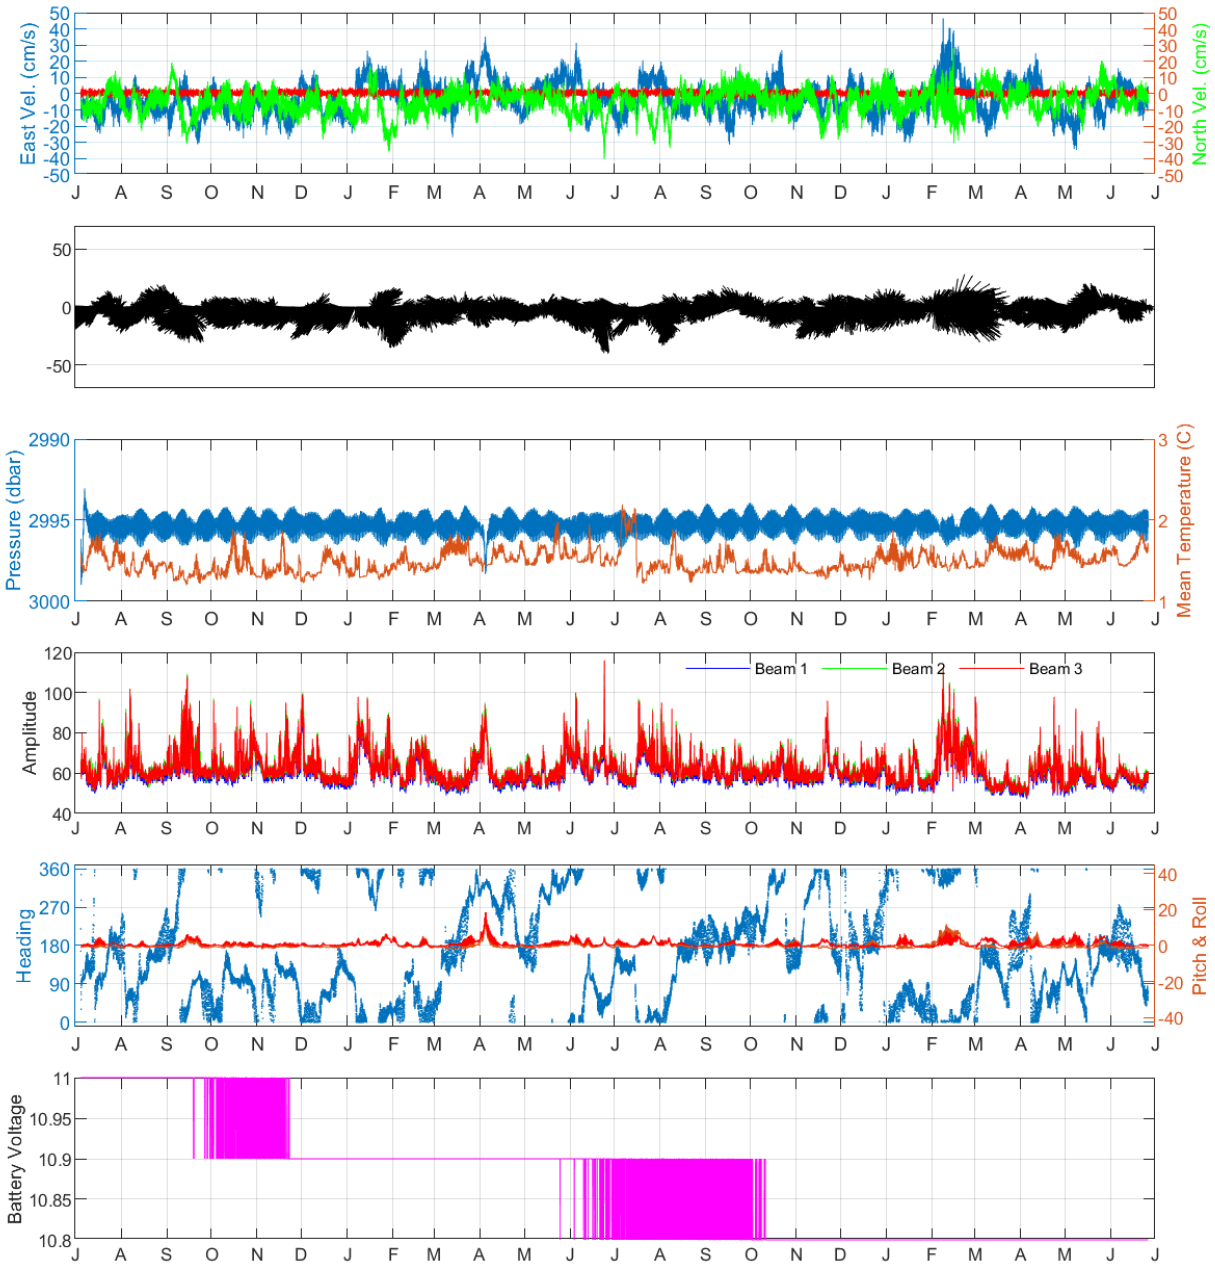 50 50
40 40
30 30
20 20
10 10
0 0
-10 -10
-20 -20
-30 -30
-40 -40
-50 -50
East Vel. (cm/s)
North Vel. (cm/s)
J A S O N D J F M A M J J A S O N D J F M A M J J
50
0
-50
2990 3
2995 2
3000 1
Pressure (dbar)
Mean Temperature (C)
J A S O N D J F M A M J J A S O N D J F M A M J J
120
100
80
60
40
Amplitude
Beam 1 Beam 2 Beam 3
J A S O N D J F M A M J J A S O N D J F M A M J J
360 40
270 20
180 0
90 -20
0 -40
Heading
Pitch & Roll
J A S O N D J F M A M J J A S O N D J F M A M J J
11
10.95
10.9
10.85
10.8
Battery Voltage
J A S O N D J F M A M J J A S O N D J F M A M J J